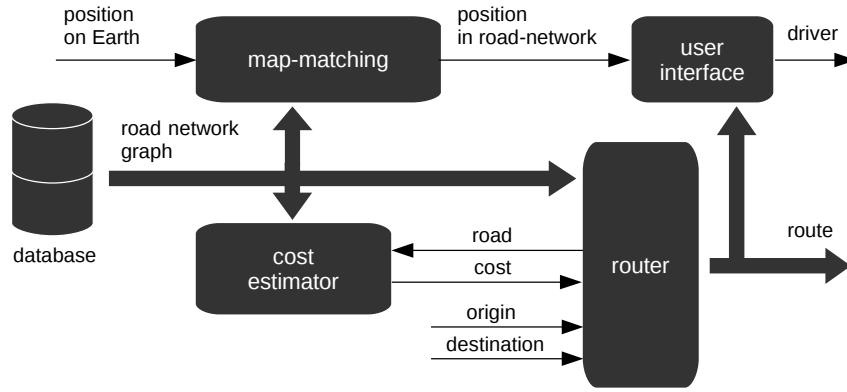 position
on Earth
map-matching
position
in road-network
user
interface
driver
road network
graph
database
cost
estimator
road
cost
origin
destination
router
route